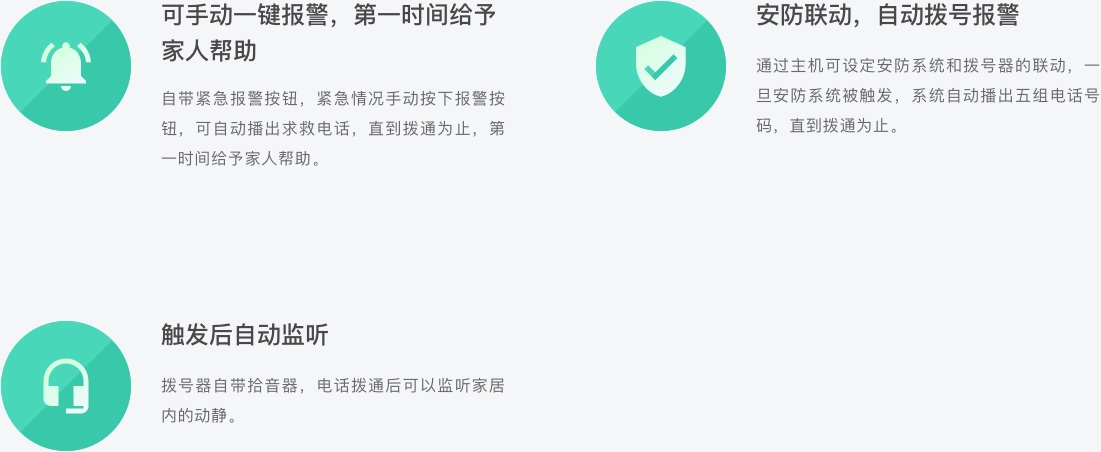 可手动一键报警，第一时间给予
家人帮助
自带紧急报警按钮，紧急情况手动按下报警按
钮，可自动播出求救电话，直到拨通为止，第
一时间给予家人帮助。
安防联动，自动拨号报警
通过主机可设定安防系统和拨号器的联动，一
旦安防系统被触发，系统自动播出五组电话号
码，直到拨通为止。
触发后自动监听
拨号器自带拾音器，电话拨通后可以监听家居
内的动静。